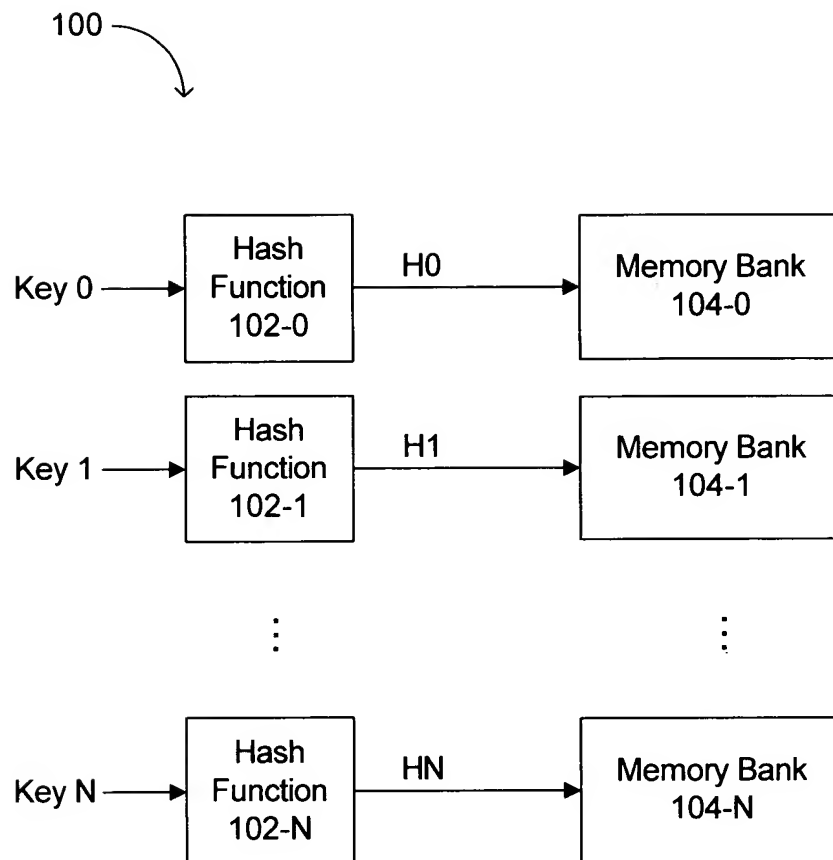 100
Key 0
Hash
Function
102-0
H0
Memory Bank
104-0
Key 1
Hash
Function
102-1
H1
Memory Bank
104-1
Key N
Hash
Function
102-N
HN
Memory Bank
104-N